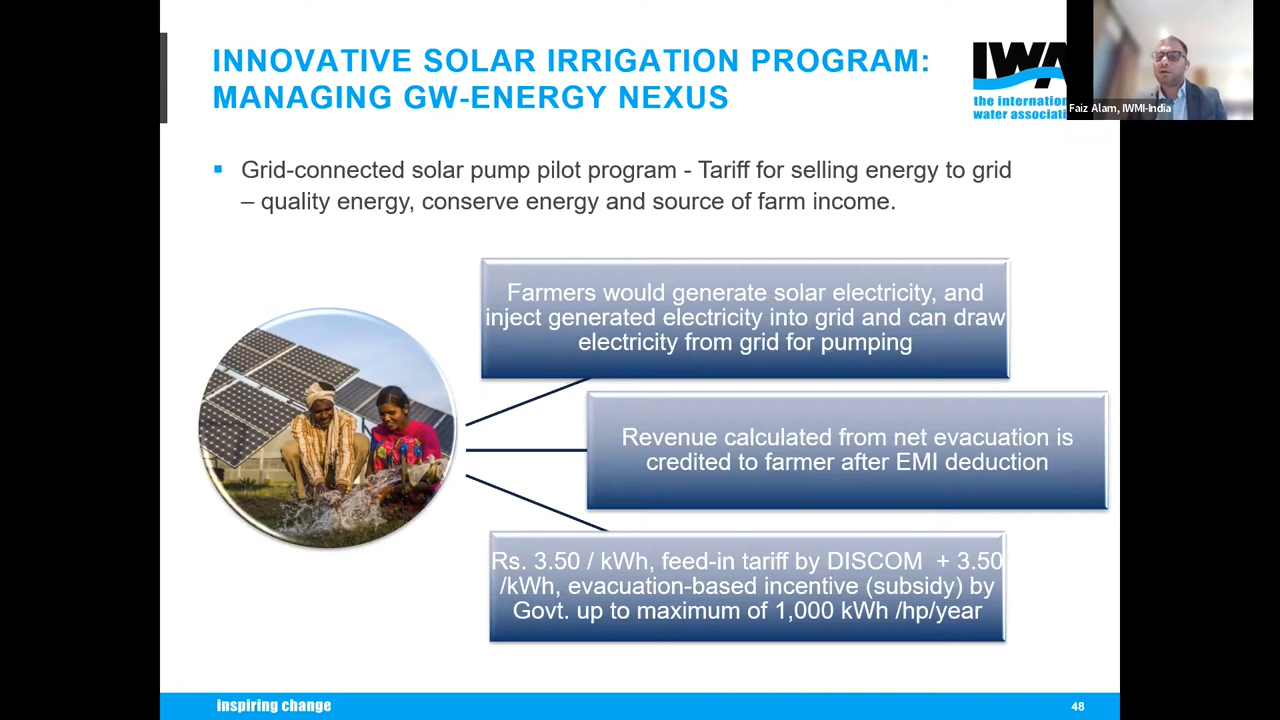 INNOVATIVE SOLAR IRRIGATION PROGRAM:
MANAGING GW-ENERGY NEXUS
IWA
the internation
water associati
Faiz Alam, IWMI-India
▪ Grid-connected solar pump pilot program - Tariff for selling energy to grid
– quality energy, conserve energy and source of farm income.
Farmers would generate solar electricity, and
inject generated electricity into grid and can draw
electricity from grid for pumping
Revenue calculated from net evacuation is
credited to farmer after EMI deduction
Rs. 3.50 / kWh, feed-in tariff by DISCOM + 3.50
/kWh, evacuation-based incentive (subsidy) by
Govt. up to maximum of 1,000 kWh /hp/year
inspiring change
48